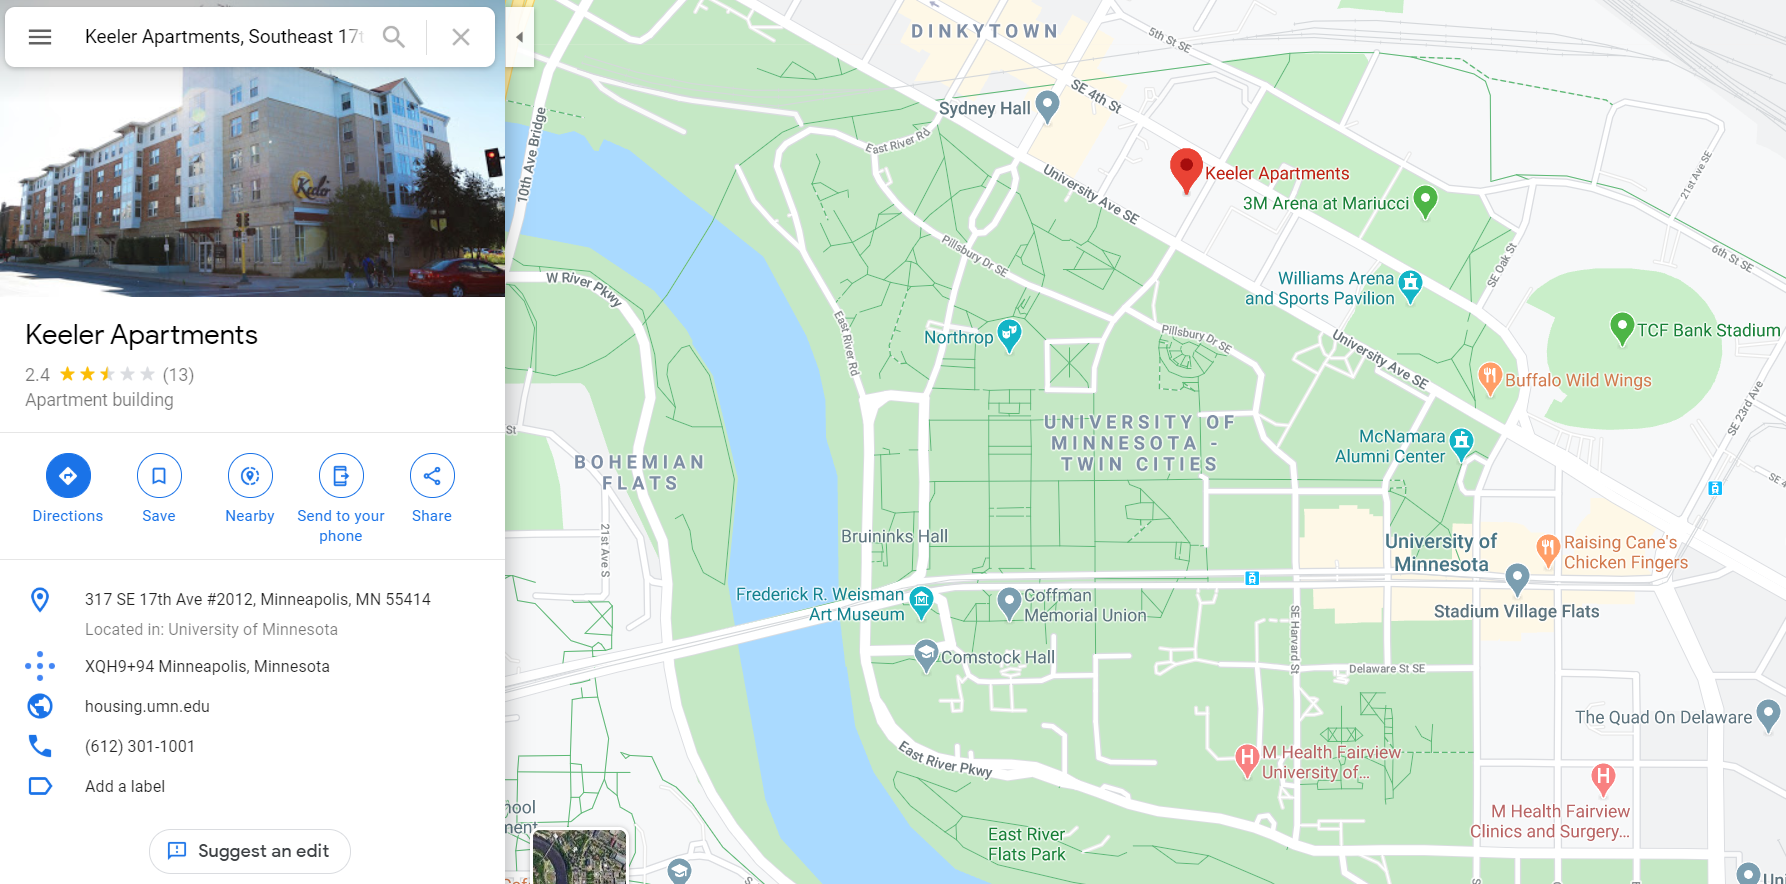 Keeler Apartments, Southeast 17t
Keeler
Keeler Apartments
2.4 (13)
Apartment building
Directions
Save
Nearby
Send to your
phone
Share
317 SE 17th Ave #2012, Minneapolis, MN 55414
Located in: University of Minnesota
XQH9+94 Minneapolis, Minnesota
housing.umn.edu
(612) 301-1001
Add a label
Suggest an edit
DINKYTOWN
5th St SE
SE 4th St
Sydney Hall
10th Ave Bridge
East River Rd
University Ave SE
Keeler Apartments
3M Arena at Mariucci
21st Ave SE
6th St SE
SE Oak St
Pillsbury Dr SE
W River Pkwy
Williams Arena
and Sports Pavilion
East River Rd
Northrop
Pillsbury Dr SE
TCF Bank Stadium
University Ave SE
Buffalo Wild Wings
SE 23rd Ave
UNIVERSITY OF
MINNESOTA -
TWIN CITIES
St
McNamara
Alumni Center
BOHEMIAN
FLATS
SE 4
21st Ave S
Bruininks Hall
University of
Minnesota
Raising Cane's
Chicken Fingers
Frederick R. Weisman
Art Museum
Coffman
Memorial Union
Stadium Village Flats
SE Harvard St
Comstock Hall
Delaware St SE
The Quad On Delaware
East River Pkwy
M Health Fairview
University of...
M Health Fairview
Clinics and Surgery...
hool
ment
East River
Flats Park
Un